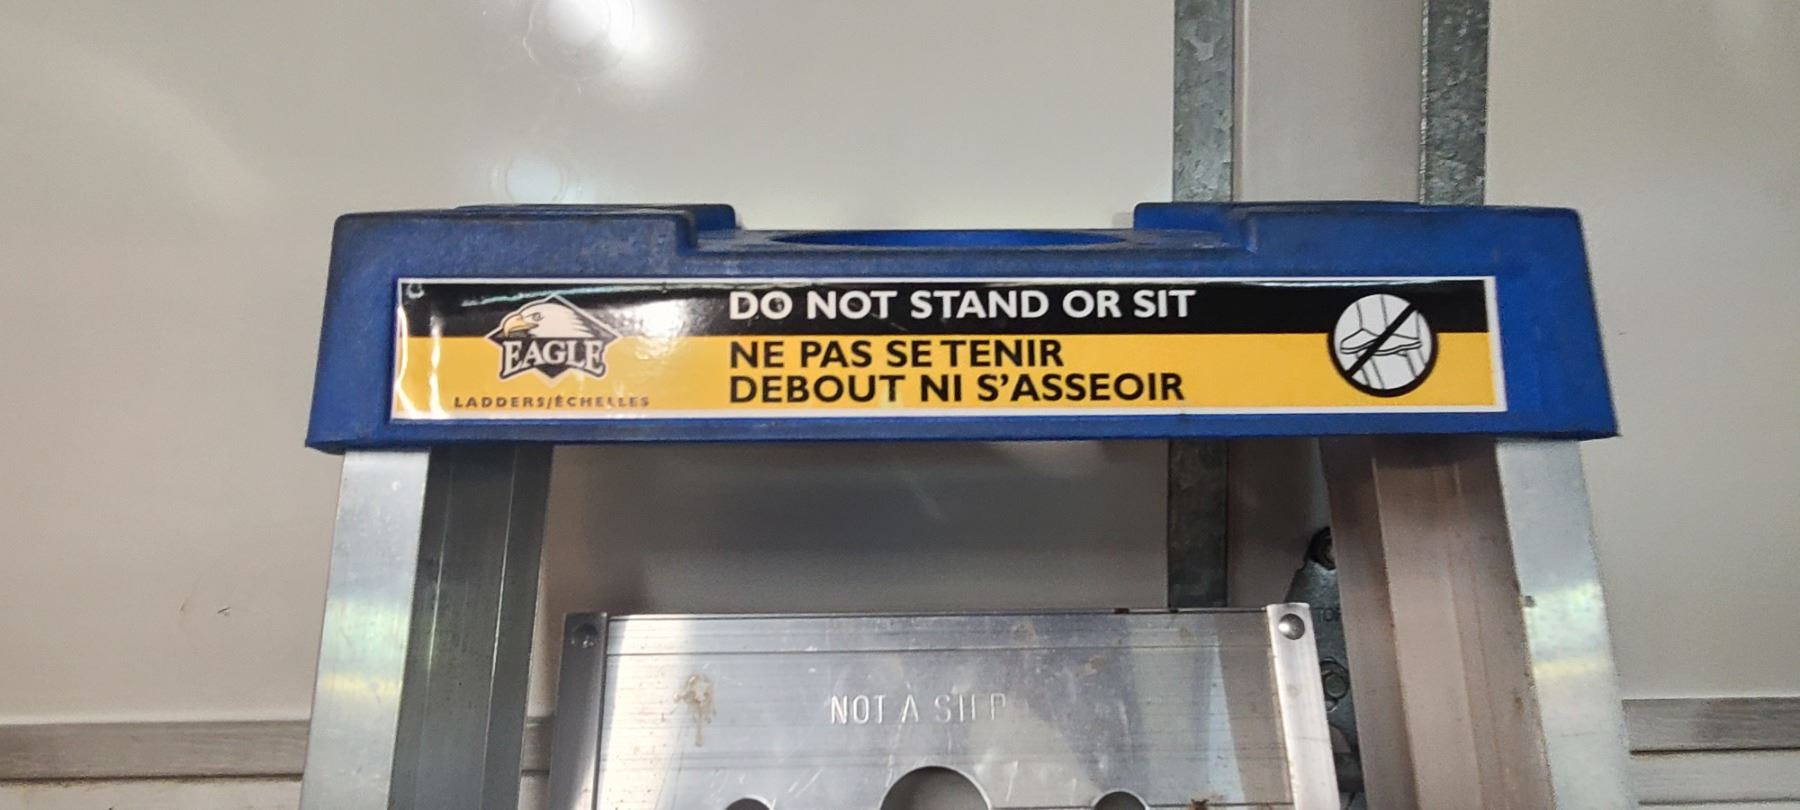 DO NOT STAND OR SIT
EAGLE
LADDERS/ÉCHELLES
NE PAS SE TENIR
DEBOUT NI S'ASSEOIR
NOT A STEP